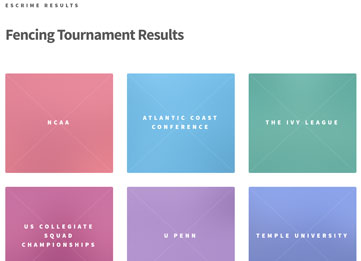 ESCRIME RESULTS
Fencing Tournament Results
NCAA
ATLANTIC COAST
CONFERENCE
THE IVY LEAGUE
US COLLEGIATE
SQUAD
CHAMPIONSHIPS
U PENN
TEMPLE UNIVERSITY